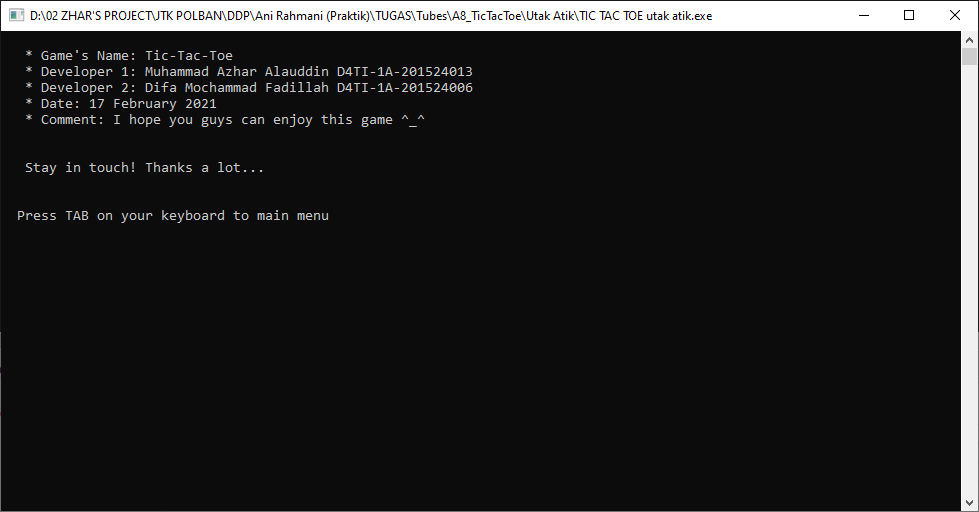 D:\02 ZHAR'S PROJECT\JTK POLBAN\DDP\Ani Rahmani (Praktik)\TUGAS\Tubes\A8_TicTacToe\Utak Atik\TIC TAC TOE utak atik.exe
* Game's Name: Tic-Tac-Toe
* Developer 1: Muhammad Azhar Alauddin D4TI-1A-201524013
* Developer 2: Difa Mochammad Fadillah D4TI-1A-201524006
* Date: 17 February 2021
* Comment: I hope you guys can enjoy this game ^_^
Stay in touch! Thanks a lot...
Press TAB on your keyboard to main menu